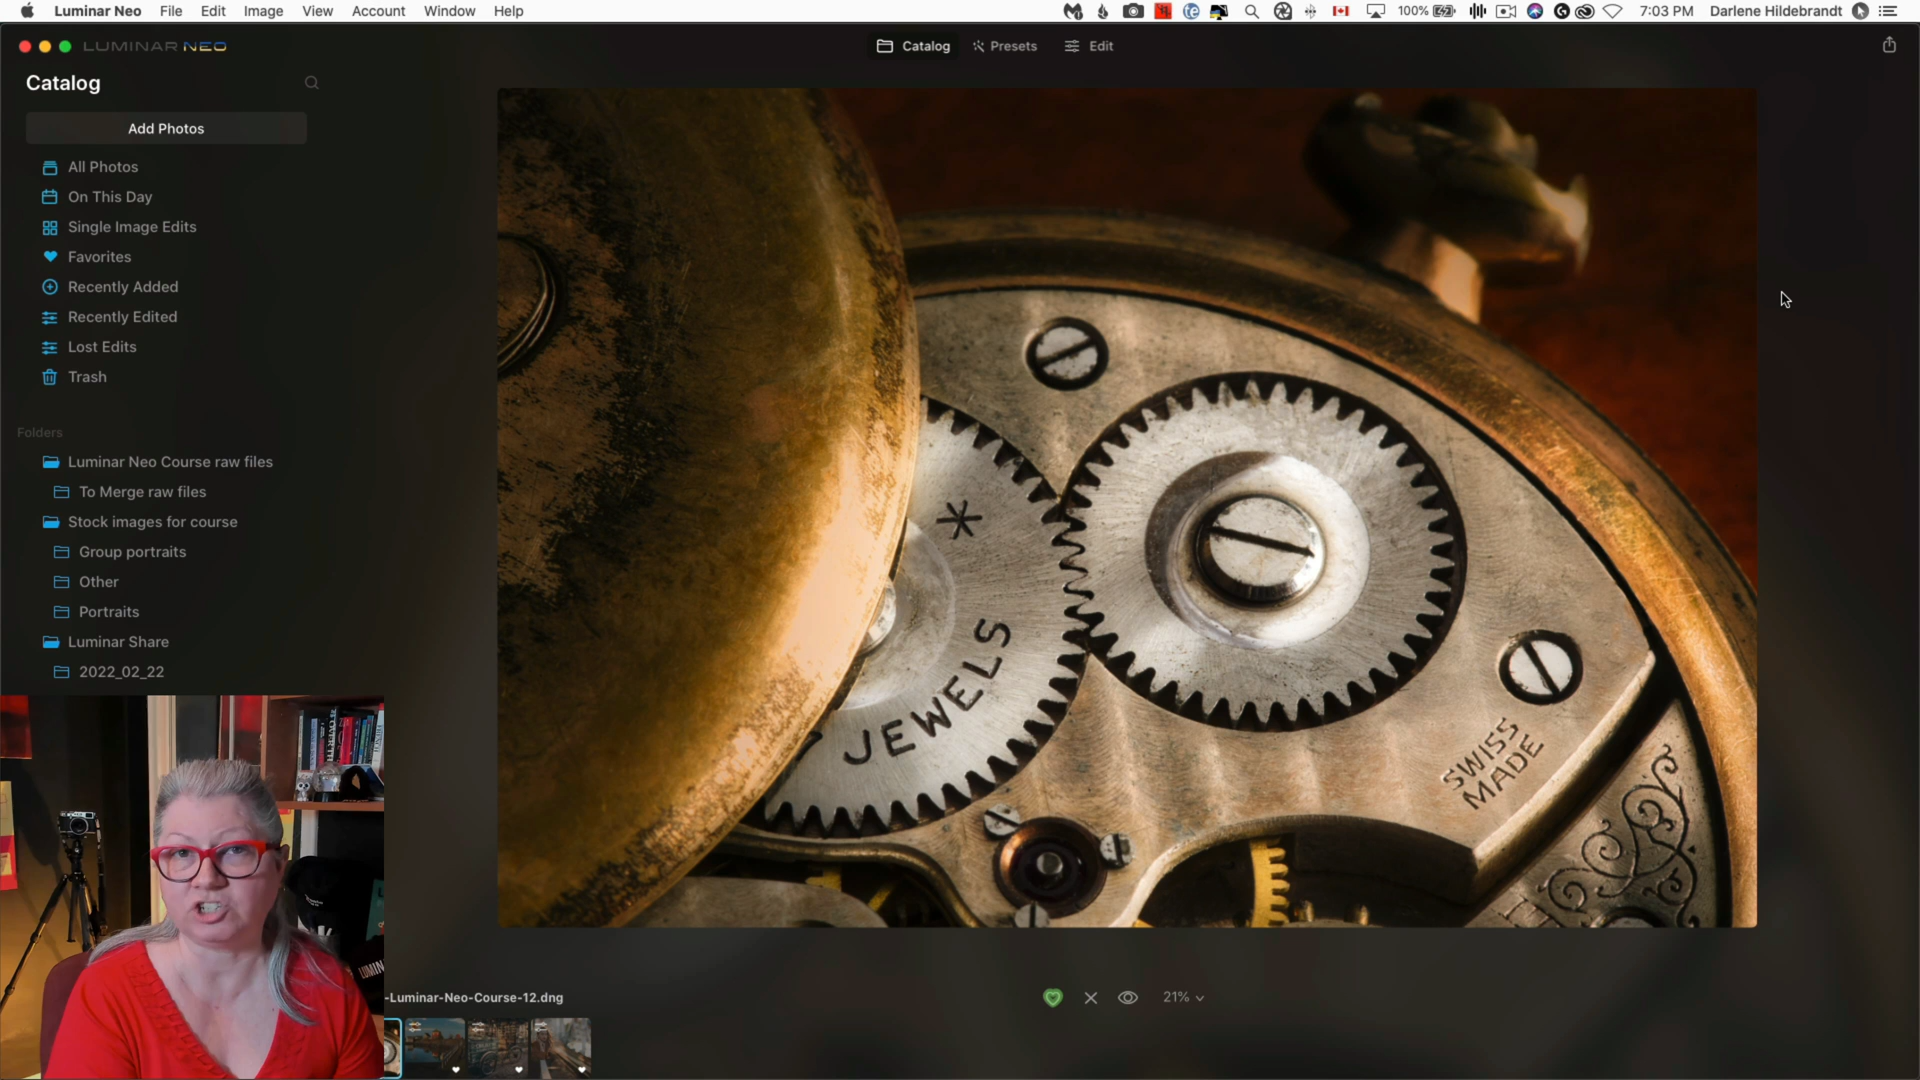 Luminar Neo File Edit Image View Account Window Help 100% 7:03 PM Darlene Hildebrandt
LUMINAR NEO Catalog Presets Edit
Catalog
Add Photos
All Photos
On This Day
Single Image Edits
Favorites
Recently Added
Recently Edited
Lost Edits
Trash
Folders
Luminar Neo Course raw files
To Merge raw files
Stock images for course
Group portraits
Other
Portraits
Luminar Share
2022_02_22
JEWELS
SWISS
MADE
LUMIN
-Luminar-Neo-Course-12.dng 21%